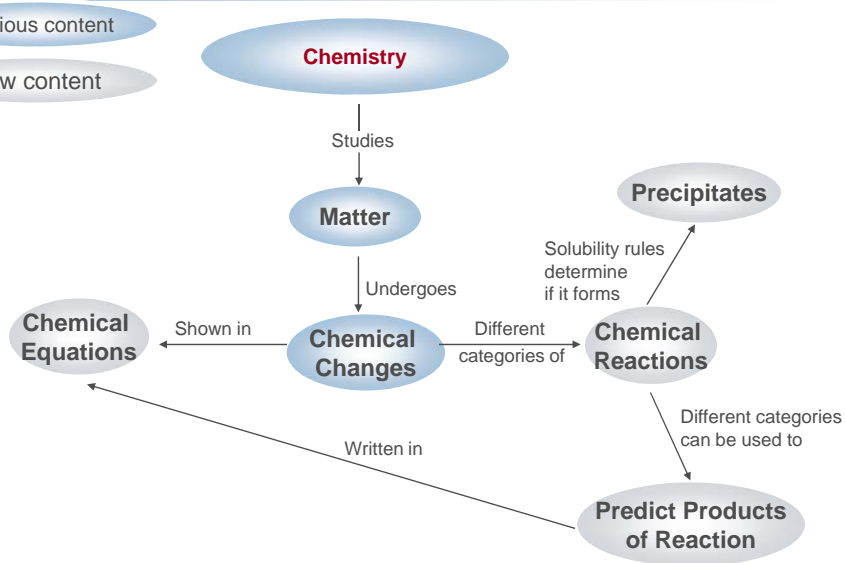 content
Chemistry
content
Studies
Precipitates
Matter
Solubility rules
determine
if it forms
Undergoes
Chemical
Equations
Shown in
Chemical
Changes
Different
categories of
Chemical
Reactions
Different categories
can be used to
Written in
Predict Products
of Reaction